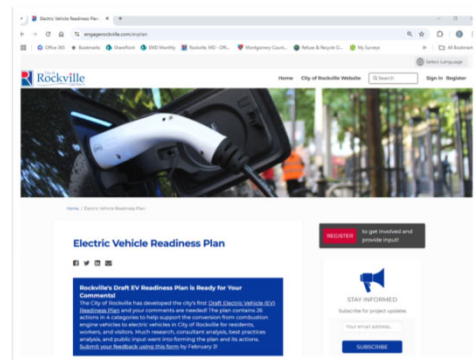 Electric Vehicle Readiness Plan
engagerockville.com/evplan
Office 365
Bookmarks
SharePoint
EMD Monthly
Rockville, MD - Offi...
Montgomery Count...
Refuse & Recycle G...
My Surveys
All Bookmark
Select Language
Rockville
Home City of Rockville Website Search Sign In Register
Home / Electric Vehicle Readiness Plan
Electric Vehicle Readiness Plan
REGISTER to get involved and
provide input!
Rockville's Draft EV Readiness Plan is Ready for Your
Comments!
The City of Rockville has developed the city's first Draft Electric Vehicle (EV)
Readiness Plan and your comments are needed! The plan contains 26
actions in 4 categories to help support the conversion from combustion
engine vehicles to electric vehicles in City of Rockville for residents,
workers, and visitors. Much research, consultant analysis, best practices
analysis, and public input went into forming the plan and its actions.
Submit your feedback using this form by February 3!
STAY INFORMED
Subscribe for project updates
Your email address...
SUBSCRIBE